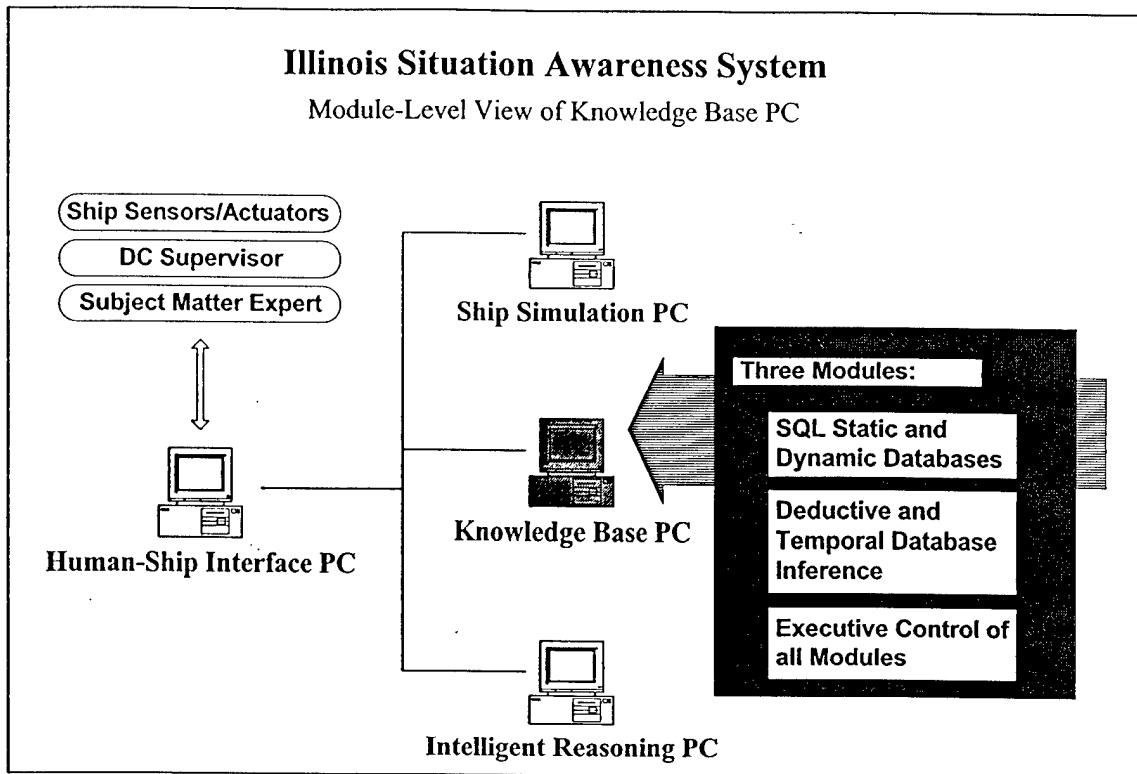 Illinois Situation Awareness System
Module-Level View of Knowledge Base PC
Ship Sensors/Actuators
DC Supervisor
Subject Matter Expert
Human-Ship Interface PC
Ship Simulation PC
Knowledge Base PC
Intelligent Reasoning PC
Three Modules:
SQL Static and
Dynamic Databases
Deductive and
Temporal Database
Inference
Executive Control of
all Modules